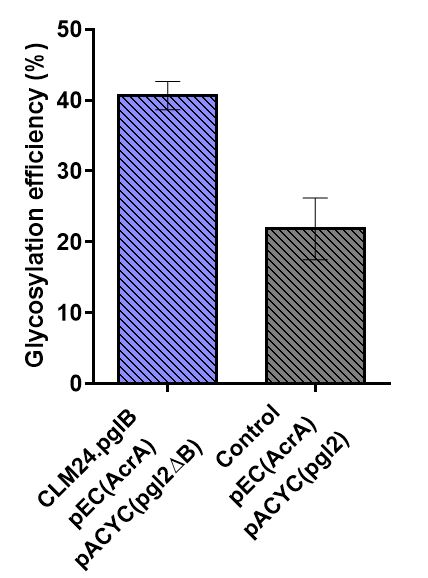 Glycosylation efficiency (%)
50
40
30
20
10
0
CLM24.pglB
pEC(AcrA)
pACYC(pgl2ΔB)
Control
pEC(AcrA)
pACYC(pgl2)